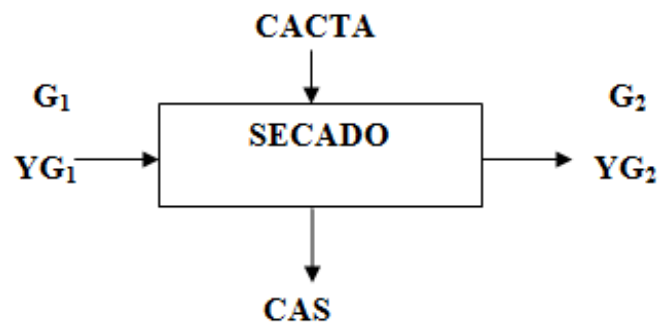 CACTA
G₁
G₂
SECADO
YG₁
YG₂
CAS